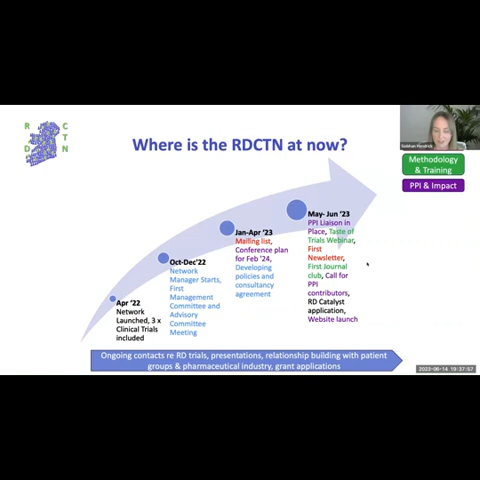 R
C
D
T
N
Where is the RDCTN at now?
Siobhan Hendrick
Methodology
& Training
PPI & Impact
May- Jun '23
PPI Liaison in
Place, Taste of
Trials Webinar,
First
Newsletter,
First Journal
club, Call for
PPI
contributors,
RD Catalyst
application,
Website launch
Jan-Apr '23
Mailing list,
Conference plan
for Feb '24,
Developing
policies and
consultancy
agreement
Oct-Dec'22
Network
Manager Starts,
First
Management
Committee and
Advisory
Committee
Meeting
Apr '22
Network
Launched, 3 x
Clinical Trials
included
Ongoing contacts re RD trials, presentations, relationship building with patient
groups & pharmaceutical industry, grant applications
2023-06-14 19:37:57